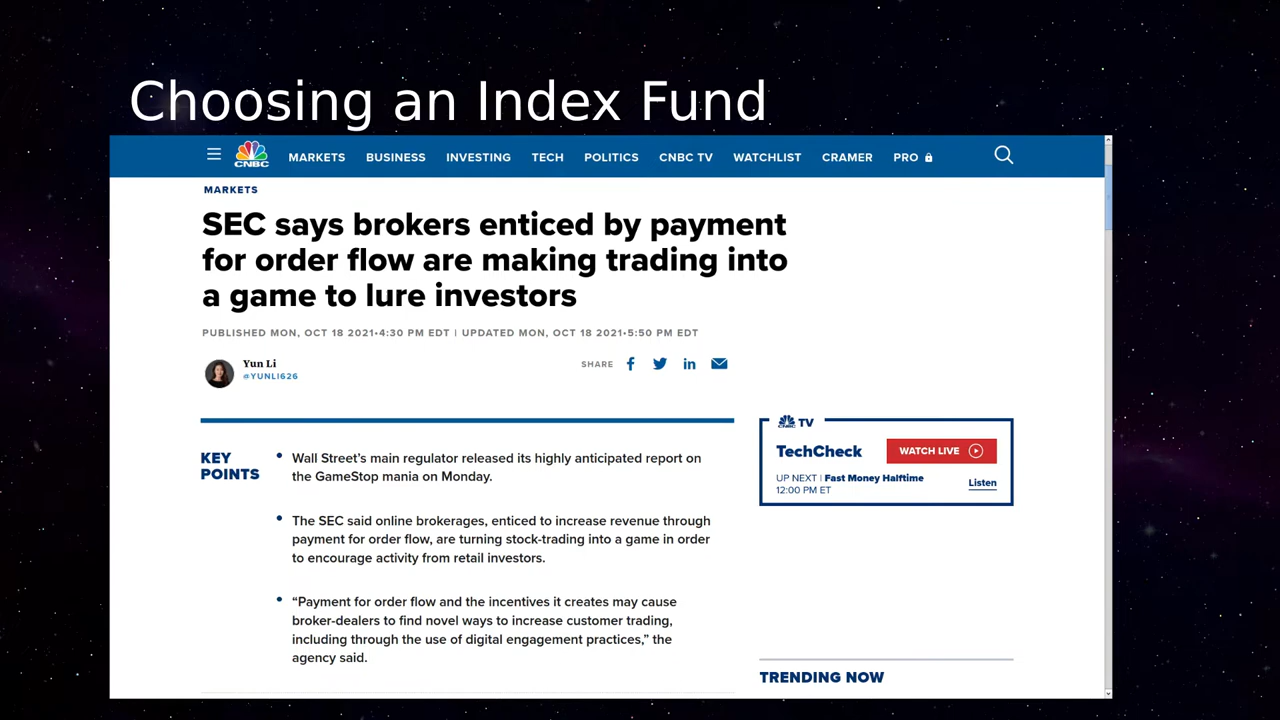 Choosing an Index Fund
CNBC
MARKETS BUSINESS INVESTING TECH POLITICS CNBC TV WATCHLIST CRAMER PRO
MARKETS
SEC says brokers enticed by payment
for order flow are making trading into
a game to lure investors
PUBLISHED MON, OCT 18 2021•4:30 PM EDT | UPDATED MON, OCT 18 2021•5:50 PM EDT
Yun Li
@YUNLI626
SHARE
KEY
POINTS
• Wall Street’s main regulator released its highly anticipated report on
the GameStop mania on Monday.
• The SEC said online brokerages, enticed to increase revenue through
payment for order flow, are turning stock-trading into a game in order
to encourage activity from retail investors.
• “Payment for order flow and the incentives it creates may cause
broker-dealers to find novel ways to increase customer trading,
including through the use of digital engagement practices,” the
agency said.
CNBC TV
TechCheck
WATCH LIVE
UP NEXT | Fast Money Halftime
12:00 PM ET
Listen
TRENDING NOW